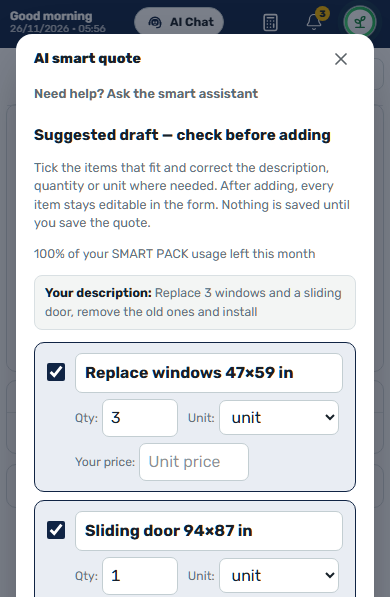 Good morning
26/11/2026 • 05:56
AI Chat
3
AI smart quote
Need help? Ask the smart assistant
Suggested draft — check before adding
Tick the items that fit and correct the description,
quantity or unit where needed. After adding, every
item stays editable in the form. Nothing is saved until
you save the quote.
100% of your SMART PACK usage left this month
Your description: Replace 3 windows and a sliding
door, remove the old ones and install
Replace windows 47×59 in
Qty: 3 Unit: unit
Your price: Unit price
Sliding door 94×87 in
Qty: 1 Unit: unit